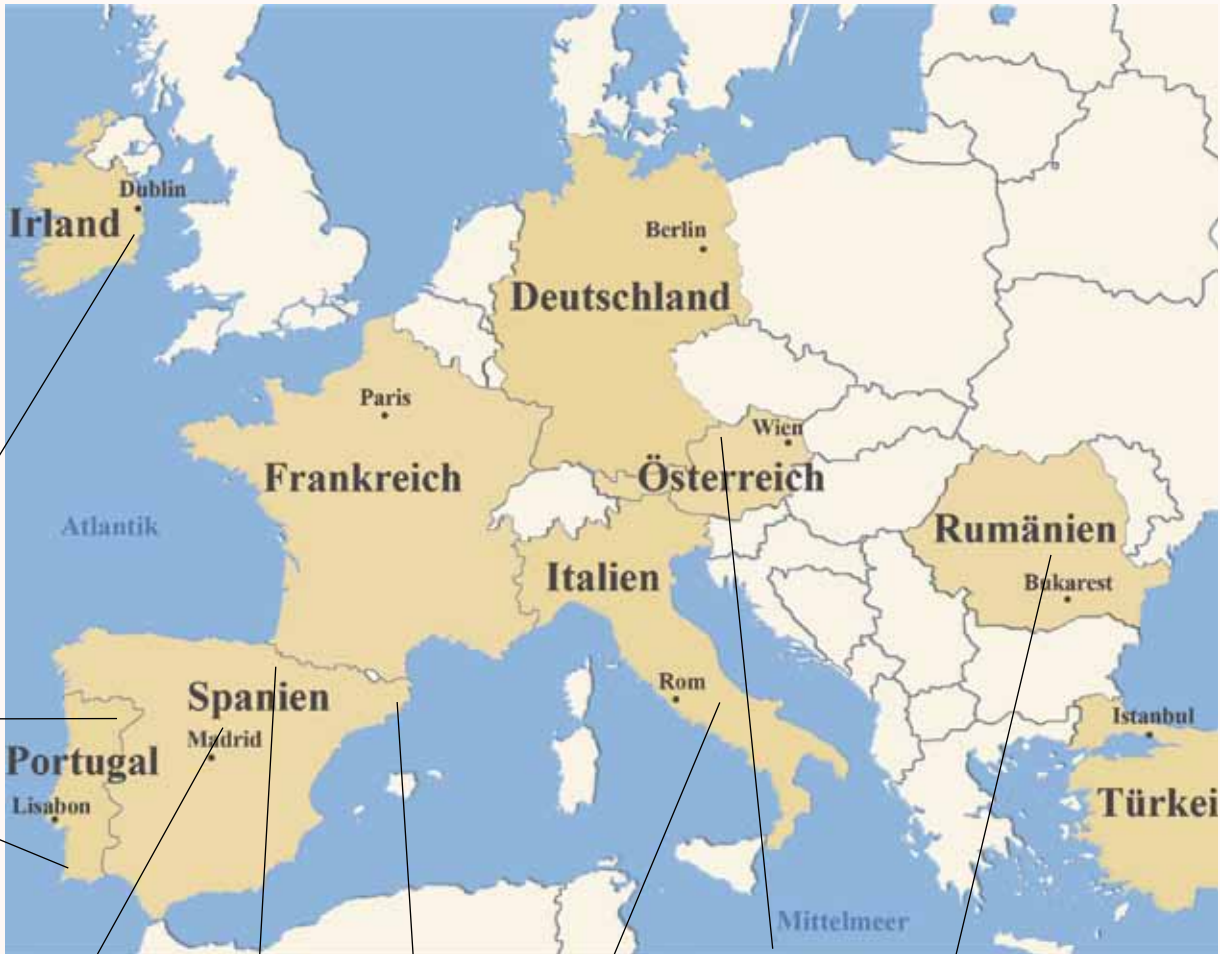 Dublin
Irland
Berlin
Deutschland
Paris
Wien
Frankreich
Österreich
Atlantik
Rumänien
Italien
Bukarest
Rom
Spanien
Istanbul
Madrid
Portugal
Lisabon
Türkei
Mittelmeer